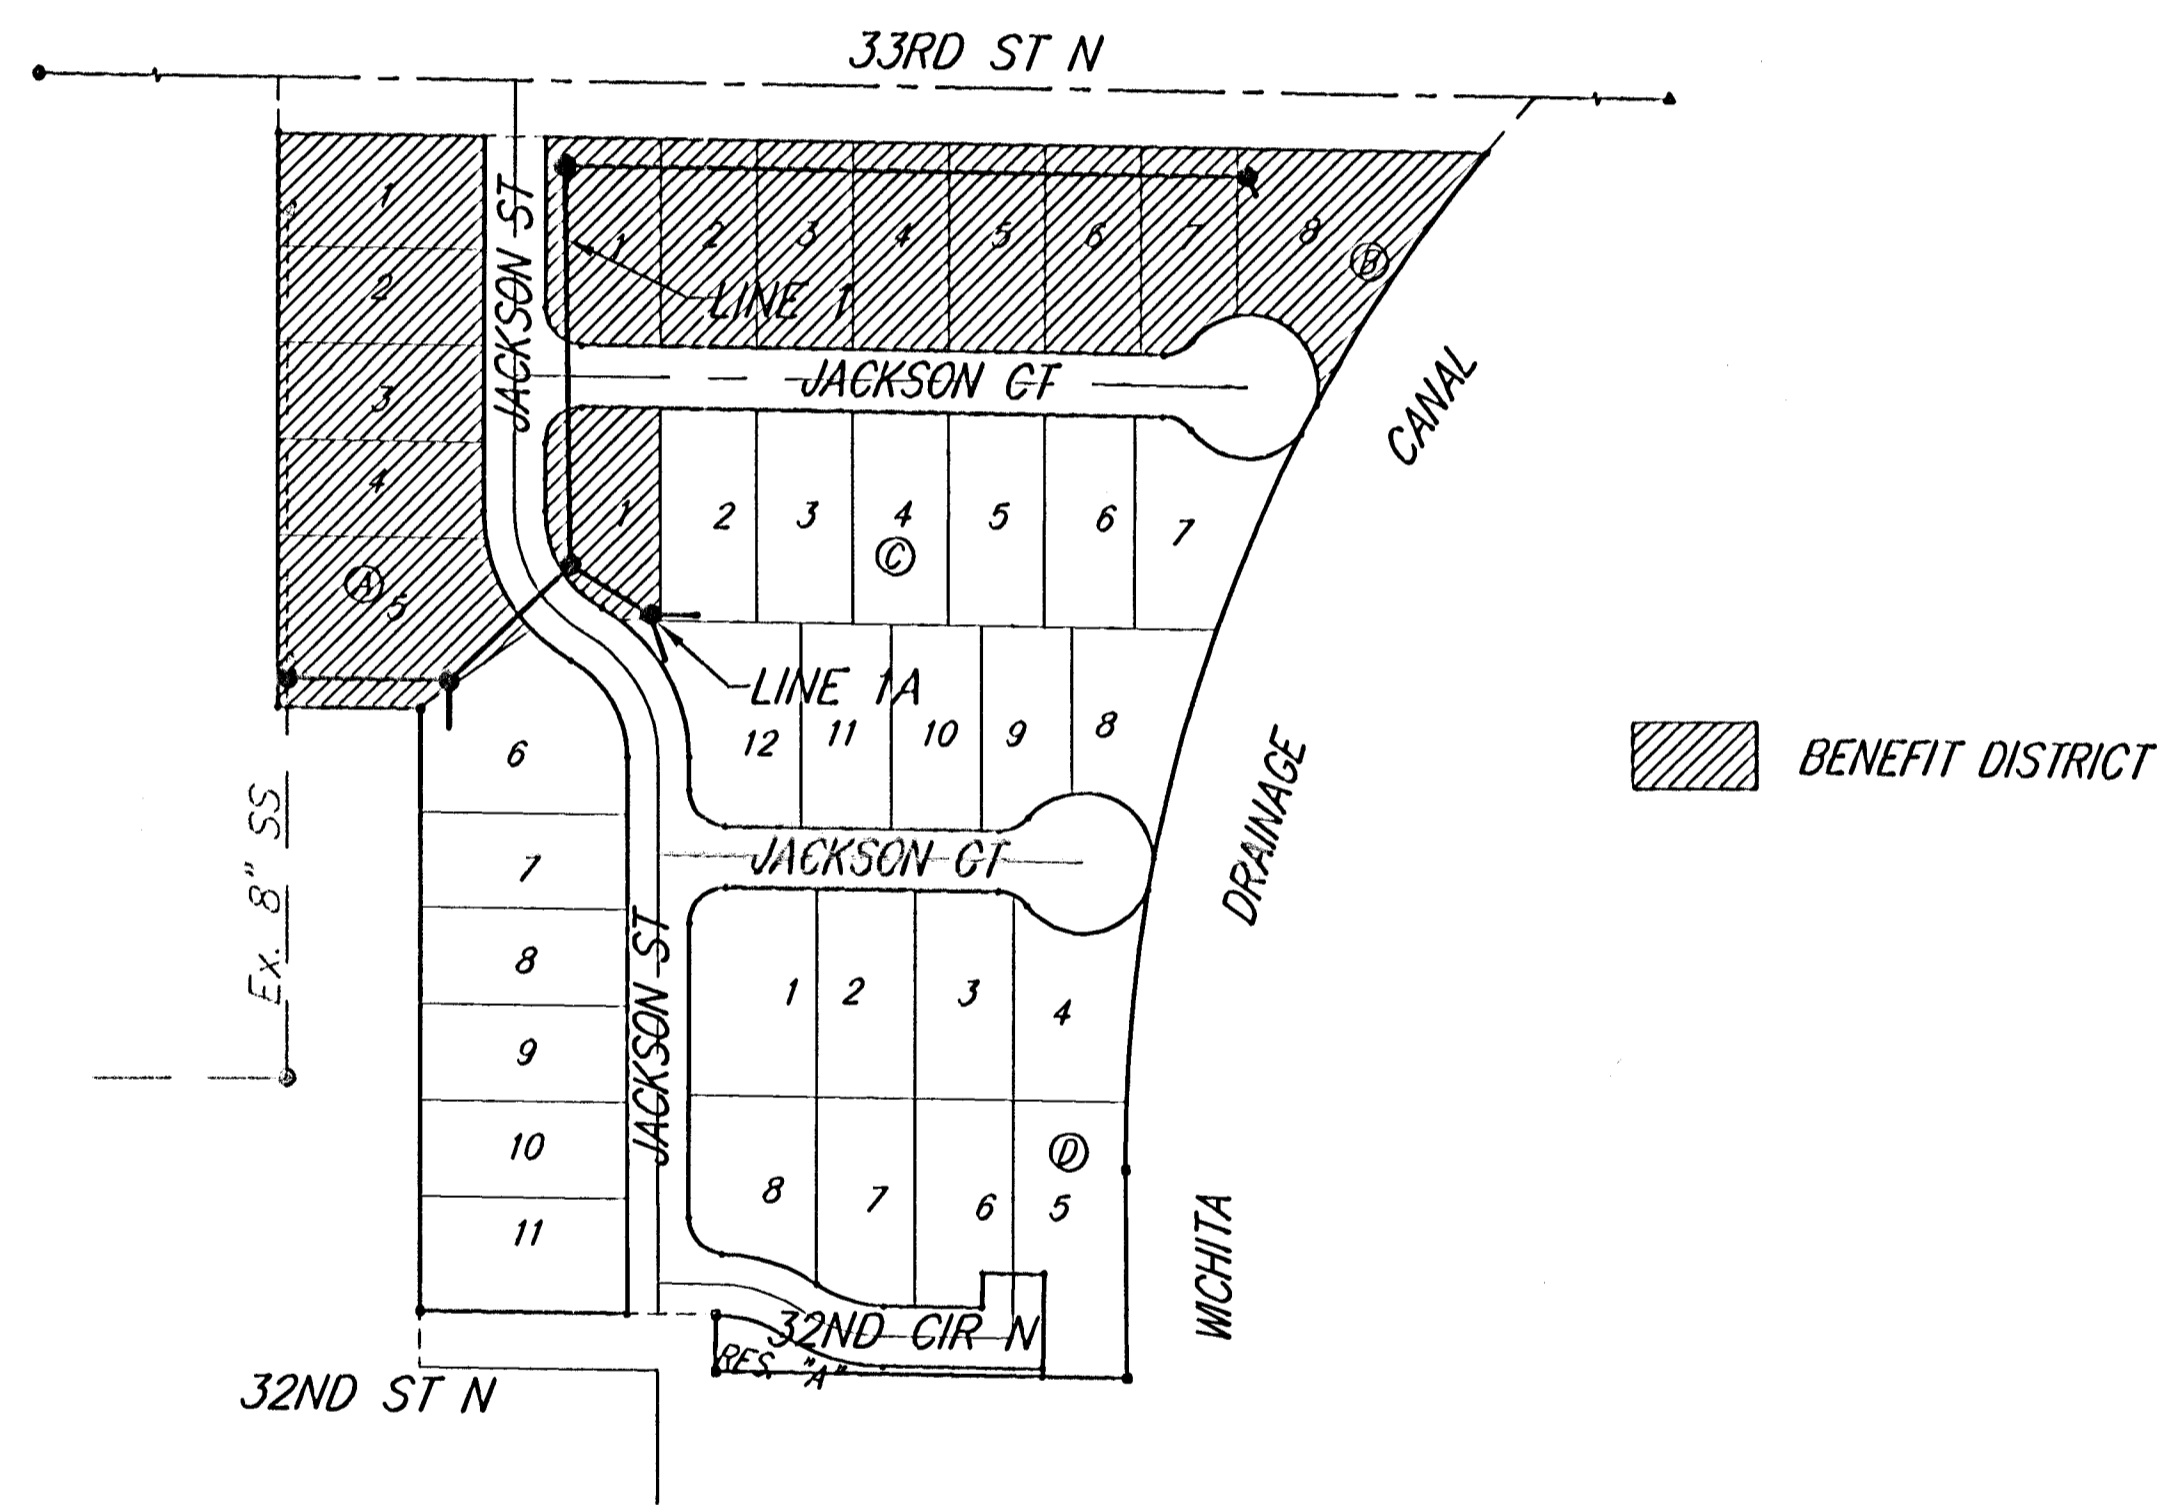 33RD ST N
JACKSON ST
1
2
3
4
5
A
1
2
3
4
5
6
7
8
B
LINE 1
JACKSON CT
CANAL
1
2
3
4
5
6
7
C
LINE 1A
12
11
10
9
8
BENEFIT DISTRICT
Ex. 8" SS
6
7
8
9
10
11
JACKSON ST
JACKSON CT
DRAINAGE
1
2
3
4
D
8
7
6
5
WICHITA
32ND CIR N
RES. "A"
32ND ST N